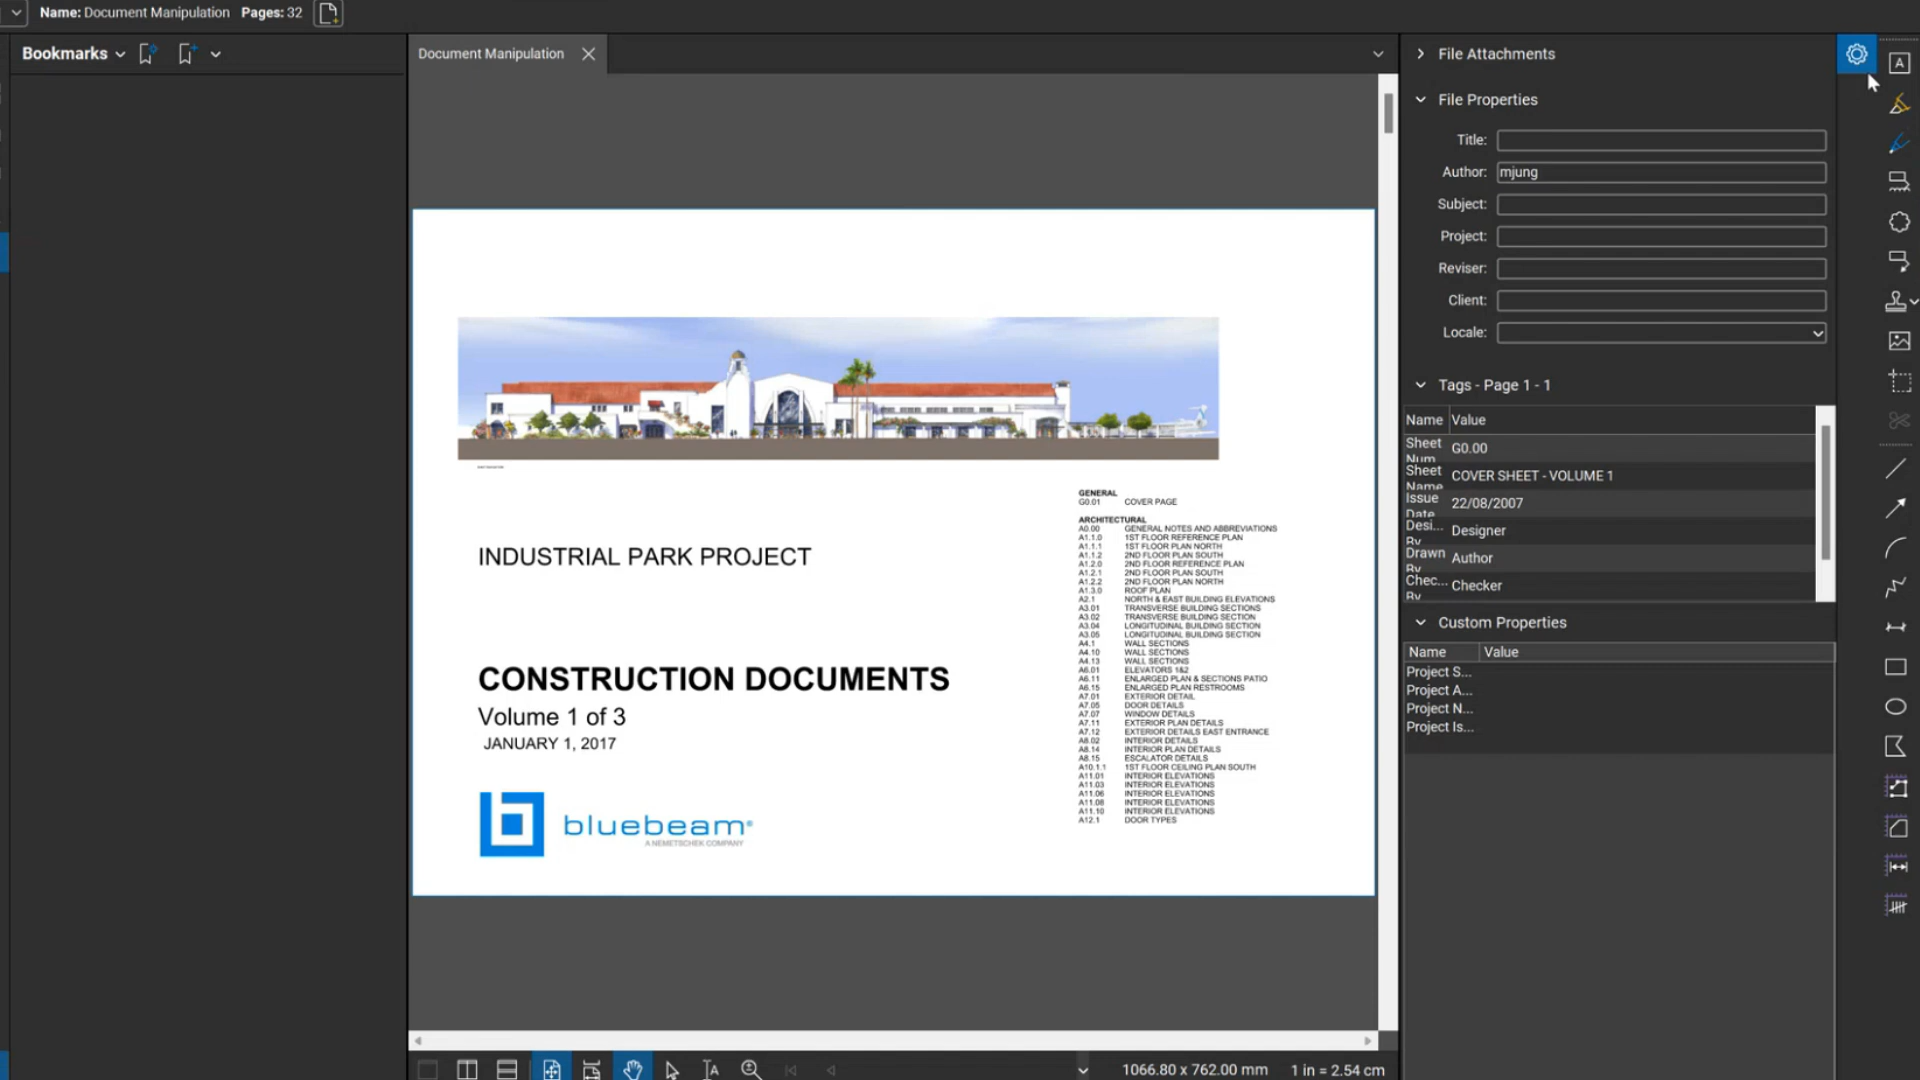 Name: Document Manipulation Pages: 32
Bookmarks
Document Manipulation
INDUSTRIAL PARK PROJECT
CONSTRUCTION DOCUMENTS
Volume 1 of 3
JANUARY 1, 2017
bluebeam®
A NEMETSCHEK COMPANY
GENERAL
G0.01 COVER PAGE
ARCHITECTURAL
A0.00 GENERAL NOTES AND ABBREVIATIONS
A1.1.0 1ST FLOOR REFERENCE PLAN
A1.1.1 1ST FLOOR PLAN NORTH
A1.1.2 2ND FLOOR PLAN SOUTH
A1.2.0 2ND FLOOR REFERENCE PLAN
A1.2.1 2ND FLOOR PLAN SOUTH
A1.2.2 2ND FLOOR PLAN NORTH
A1.3.0 ROOF PLAN
A2.1 NORTH & EAST BUILDING ELEVATIONS
A3.01 TRANSVERSE BUILDING SECTIONS
A3.02 TRANSVERSE BUILDING SECTION
A3.04 LONGITUDINAL BUILDING SECTION
A3.05 LONGITUDINAL BUILDING SECTION
A4.1 WALL SECTIONS
A4.10 WALL SECTIONS
A4.13 WALL SECTIONS
A6.01 ELEVATORS 1&2
A6.11 ENLARGED PLAN & SECTIONS PATIO
A6.15 ENLARGED PLAN RESTROOMS
A7.01 EXTERIOR DETAIL
A7.05 DOOR DETAILS
A7.07 WINDOW DETAILS
A7.11 EXTERIOR PLAN DETAILS
A7.12 EXTERIOR DETAILS EAST ENTRANCE
A8.02 INTERIOR DETAILS
A8.14 INTERIOR PLAN DETAILS
A8.15 ESCALATOR DETAILS
A10.1.1 1ST FLOOR CEILING PLAN SOUTH
A11.01 INTERIOR ELEVATIONS
A11.03 INTERIOR ELEVATIONS
A11.06 INTERIOR ELEVATIONS
A11.08 INTERIOR ELEVATIONS
A11.10 INTERIOR ELEVATIONS
A12.1 DOOR TYPES
1066.80 x 762.00 mm 1 in = 2.54 cm
File Attachments
File Properties
Title:
Author: mjung
Subject:
Project:
Reviser:
Client:
Locale:
Tags - Page 1 - 1
Name Value
Sheet Num G0.00
Sheet Name COVER SHEET - VOLUME 1
Issue Date 22/08/2007
Desi... By Designer
Drawn By Author
Chec... By Checker
Custom Properties
Name Value
Project S...
Project A...
Project N...
Project Is...